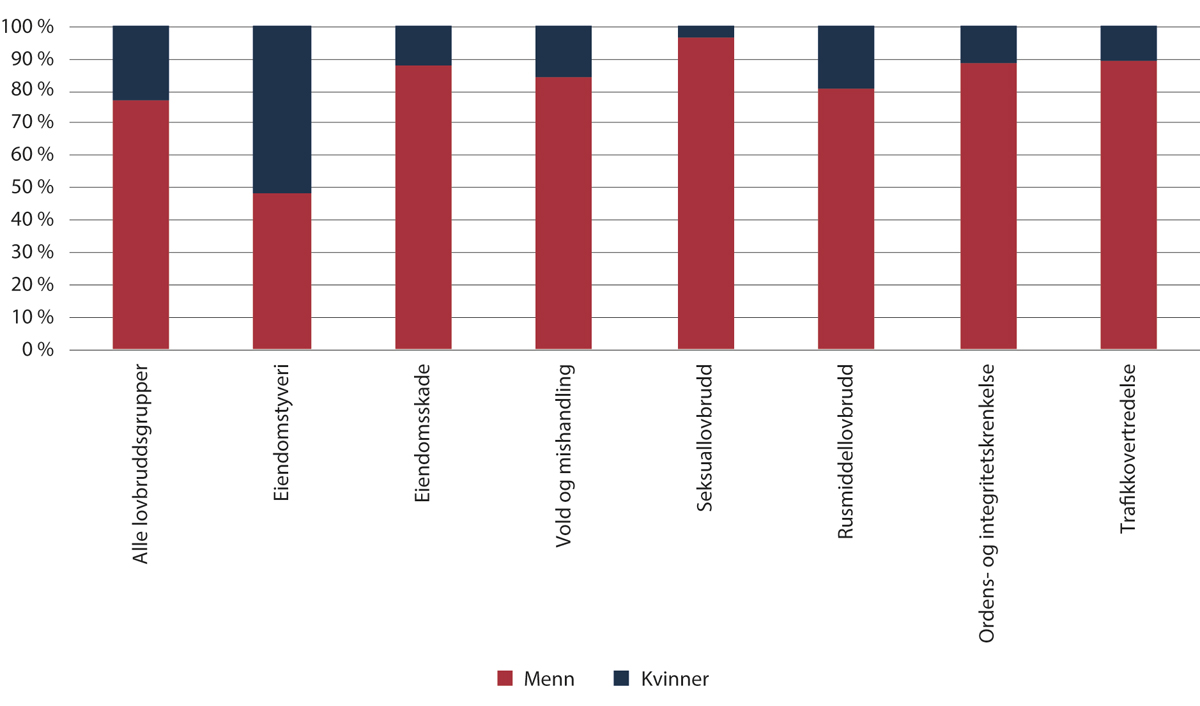 100 %
90 %
80 %
70 %
60 %
50 %
40 %
30 %
20 %
10 %
0 %
Alle lovbruddsgrupper
Eiendomstyveri
Eiendomsskade
Vold og mishandling
Seksuallovbrudd
Rusmiddellovbrudd
Ordens- og integritetskrenkelse
Trafikkovertredelse
Menn
Kvinner